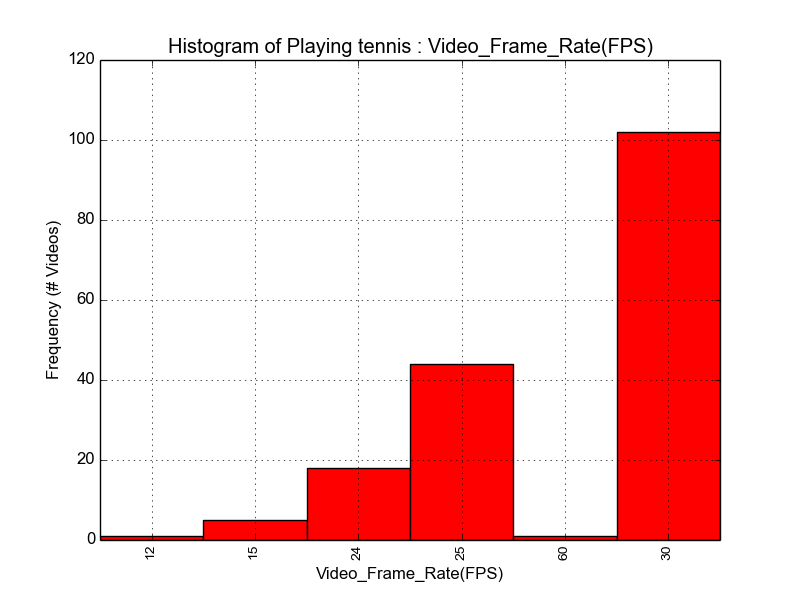 Histogram of Playing tennis : Video_Frame_Rate(FPS)
120
100
80
60
40
20
0
Frequency (# Videos)
12 15 24 25 60 30
Video_Frame_Rate(FPS)